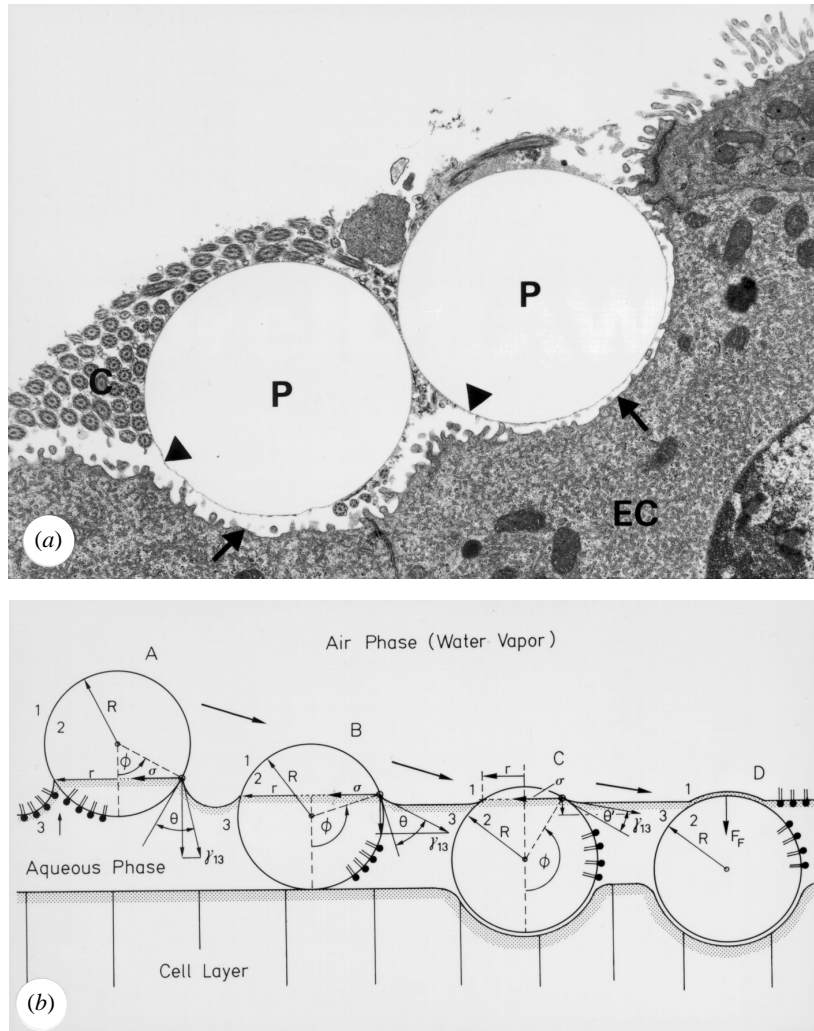 P
P
C
EC
(a)
Air Phase (Water Vapor)
A
R
1
2
ϕ
r
σ
3
θ
γ13
B
1
2
R
r
σ
3
ϕ
θ
γ13
C
r
σ
1
3
2
R
θ
γ13
ϕ
D
1
3
2
R
FF
Aqueous Phase
Cell Layer
(b)